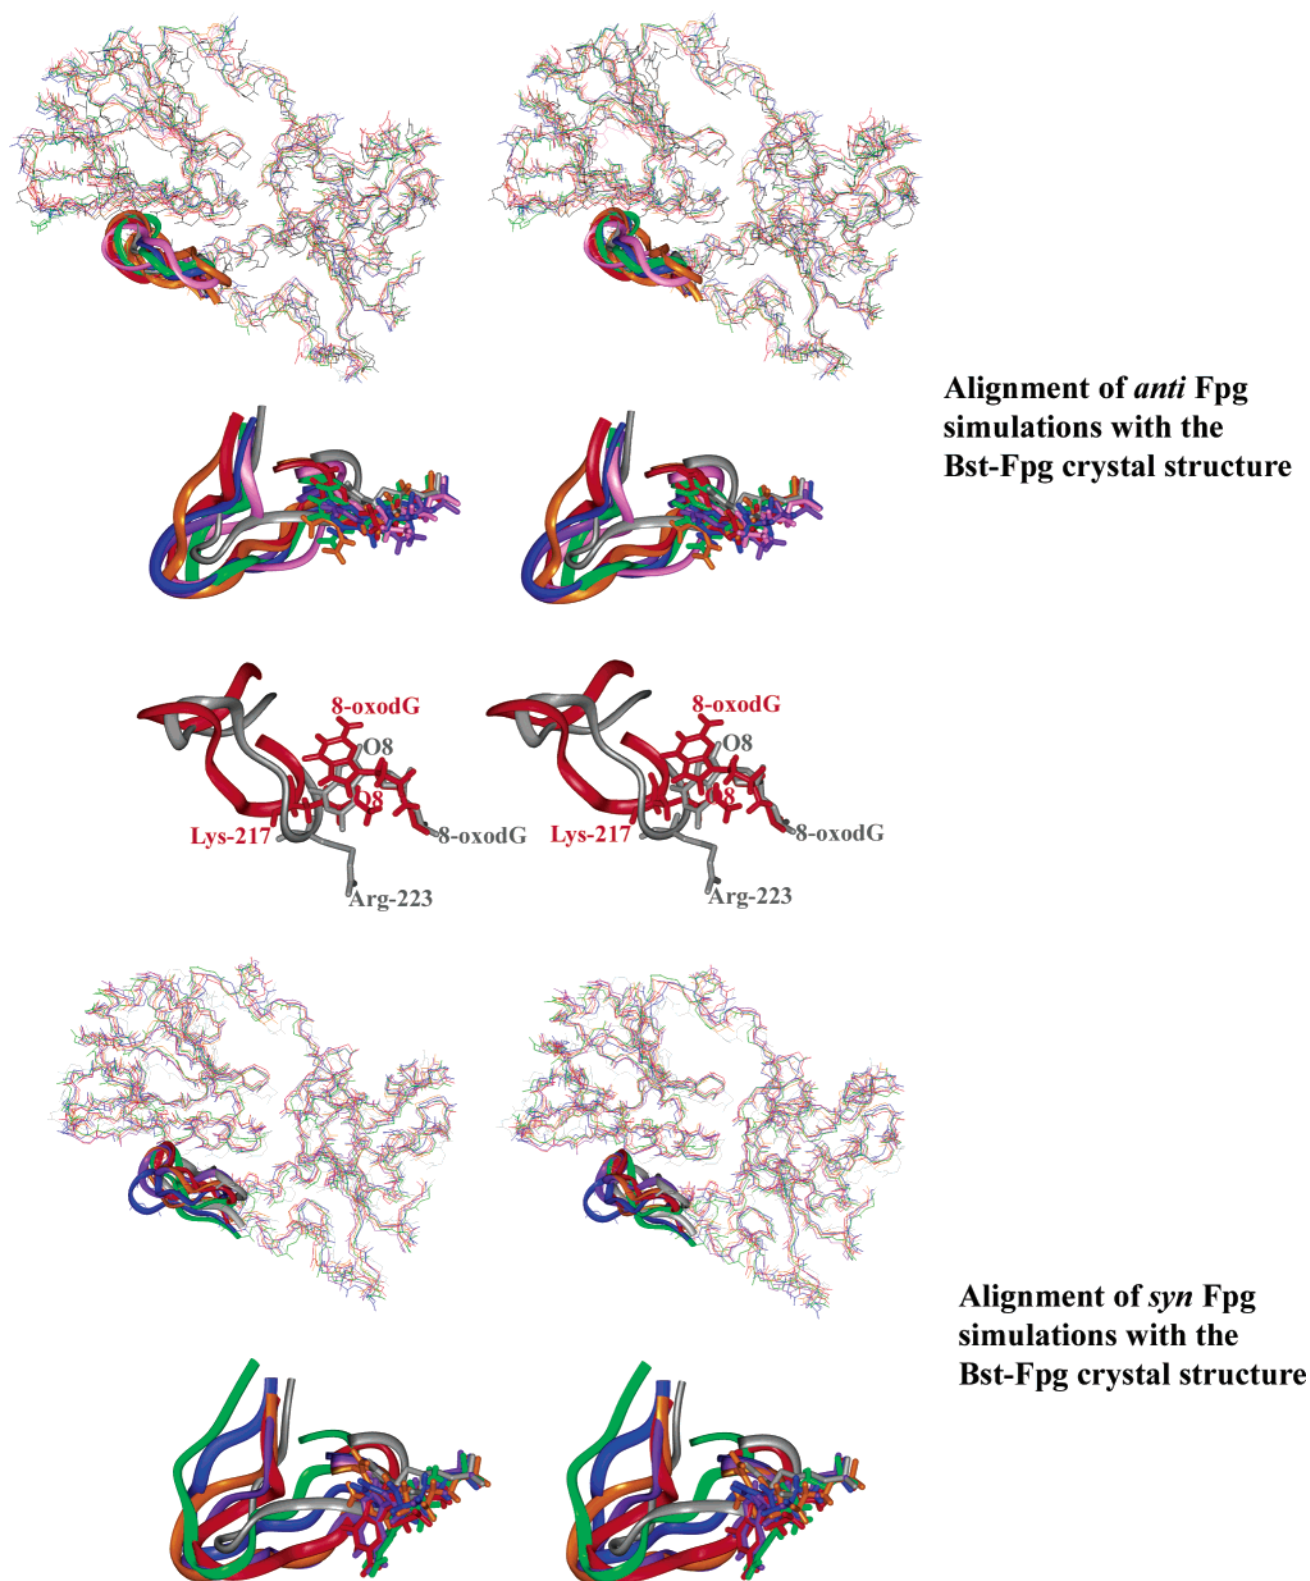 Alignment of anti Fpg
simulations with the
Bst-Fpg crystal structure
8-oxodG
8-oxodG
O8
O8
O8
O8
Lys-217
8-oxodG
Lys-217
8-oxodG
Arg-223
Arg-223
Alignment of syn Fpg
simulations with the
Bst-Fpg crystal structure